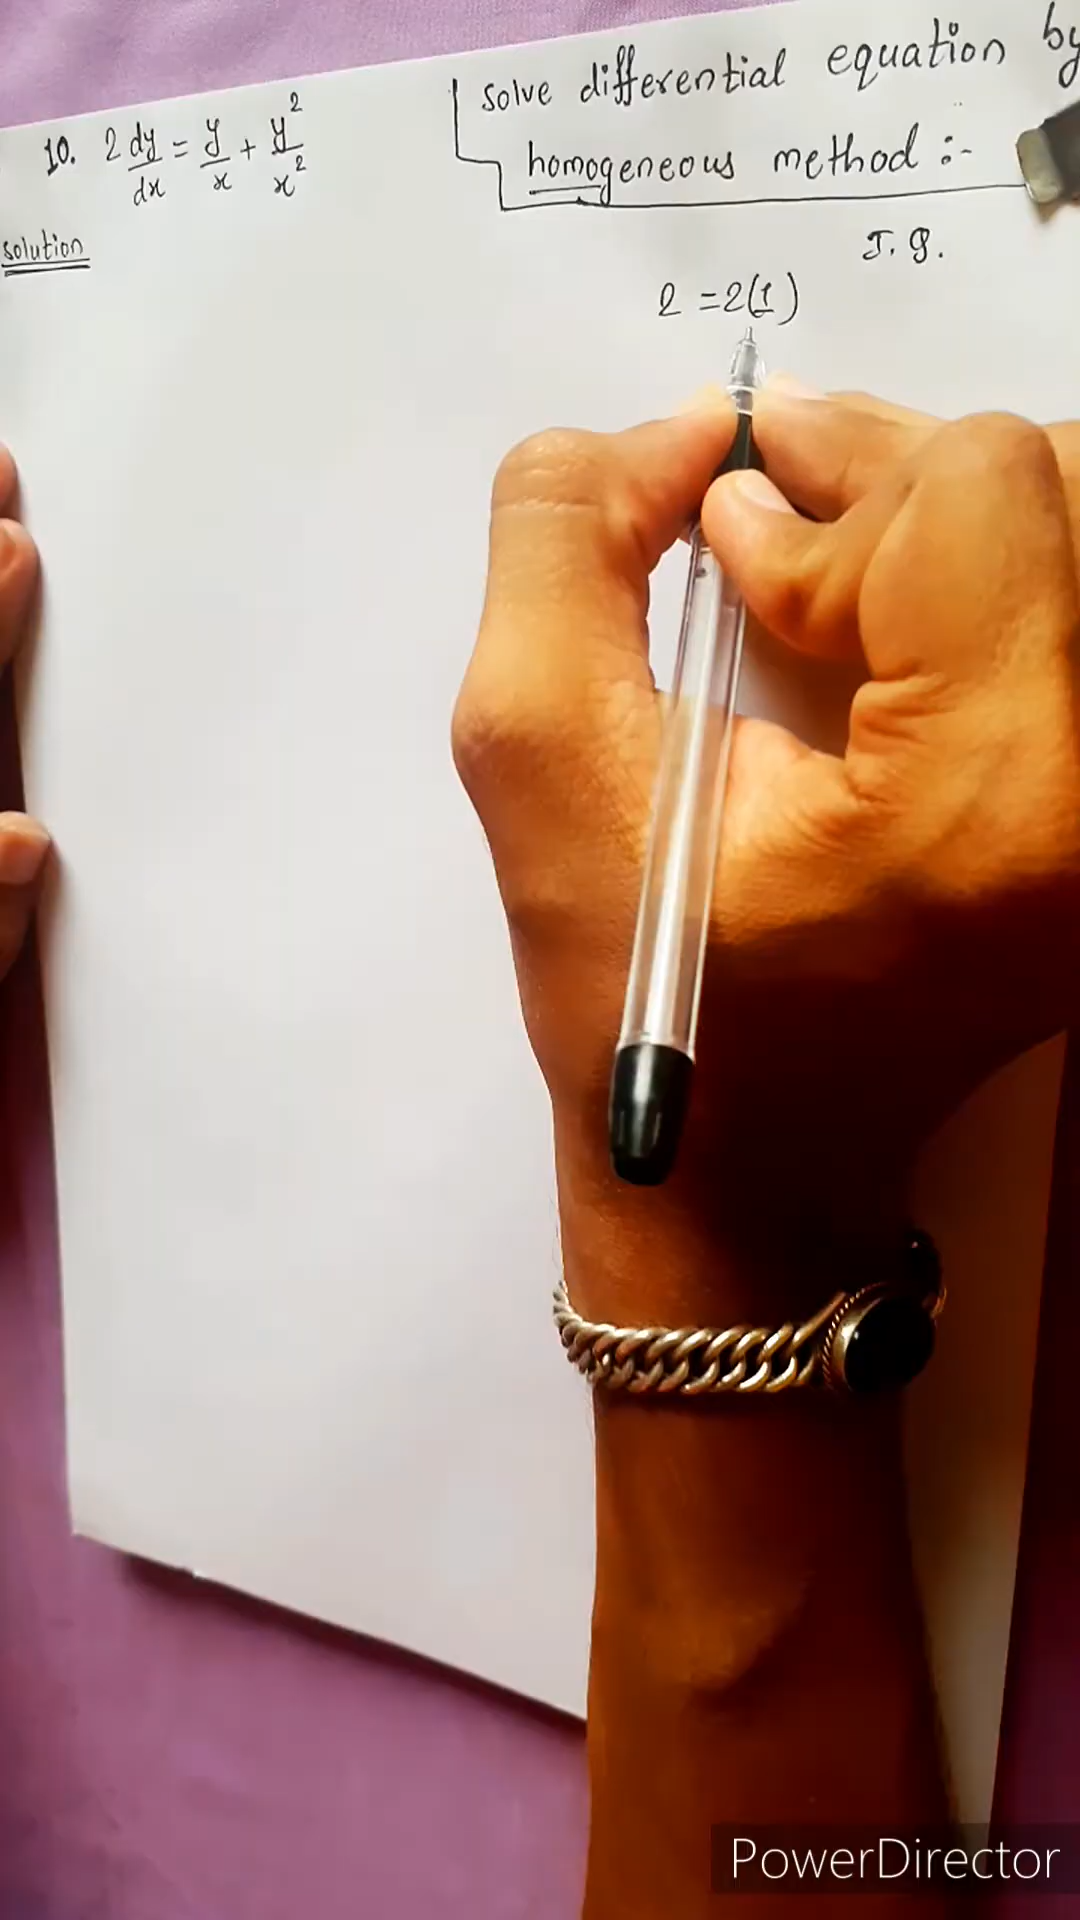 solve differential equation by
homogeneous method :-
10. 2 dy/dx = y/x + y²/x²
solution
I. g.
2 = 2(1)
PowerDirector